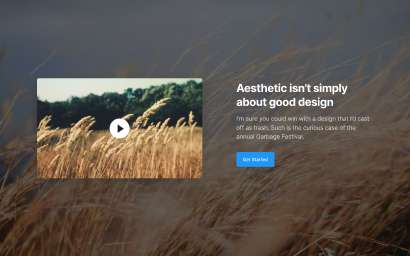 Aesthetic isn't simply
about good design
I'm sure you could win with a design that I'd cast
off as trash. Such is the curious case of the
annual Garbage Festival.
Get Started